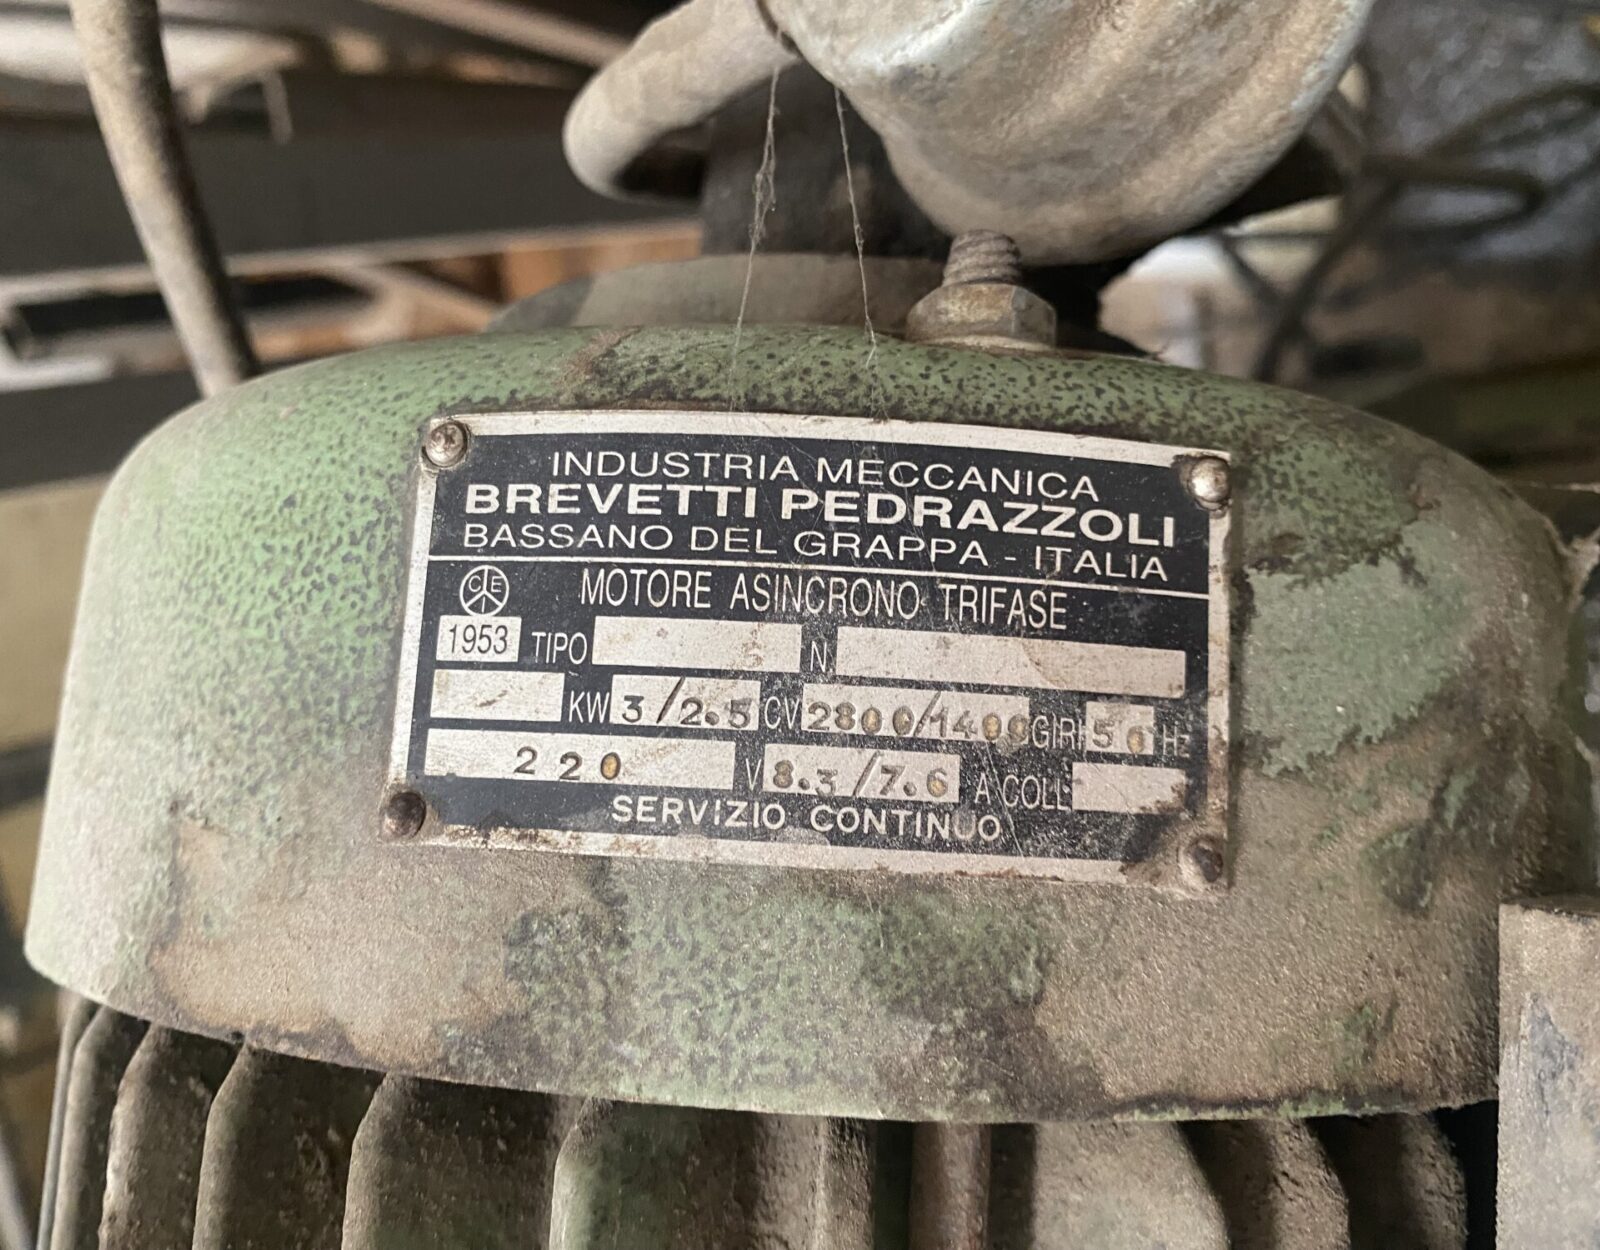 INDUSTRIA MECCANICA
BREVETTI PEDRAZZOLI
BASSANO DEL GRAPPA - ITALIA
CE MOTORE ASINCRONO TRIFASE
1953 TIPO N.
KW 3/2.5 CV 2800/1400 GIRI 50 Hz
220 V 8.3/7.6 A COLL
SERVIZIO CONTINUO